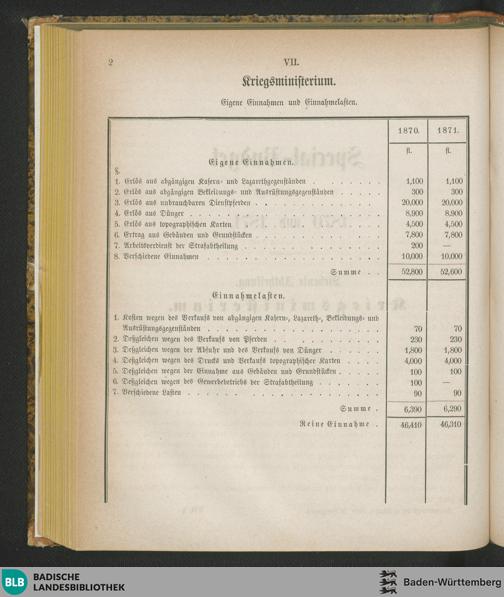 2
VII.
Kriegsministerium.
Eigene Einnahmen und Einnahmelasten.
1870. 1871.
fl. fl.
Eigene Einnahmen.
§.
1. Erlös aus abgängigen Kasern- und Lazarethgegenständen . . . . . . . 1,100 1,100
2. Erlös aus abgängigen Bekleidungs- und Ausrüstungsgegenständen . . . . 300 300
3. Erlös aus unbrauchbaren Dienstpferden . . . . . . . . . . . 20,000 20,000
4. Erlös aus Dünger . . . . . . . . . . . . . . . . 8,900 8,900
5. Erlös aus topographischen Karten . . . . . . . . . . . . 4,500 4,500
6. Ertrag aus Gebäuden und Grundstücken . . . . . . . . . . 7,800 7,800
7. Arbeitsverdienst der Strafabtheilung . . . . . . . . . . . 200 —
8. Verschiedene Einnahmen . . . . . . . . . . . . . . 10,000 10,000
Summe . . 52,800 52,600
Einnahmelasten.
1. Kosten wegen des Verkaufs von abgängigen Kasern-, Lazareth-, Bekleidungs- und
Ausrüstungsgegenständen . . . . . . . . . . . . . . 70 70
2. Desgleichen wegen des Verkaufs von Pferden . . . . . . . . . 230 230
3. Desgleichen wegen der Abfuhr und des Verkaufs von Dünger . . . . . 1,800 1,800
4. Desgleichen wegen des Drucks und Verkaufs topographischer Karten . . . 4,000 4,000
5. Desgleichen wegen der Einnahme aus Gebäuden und Grundstücken . . . . 100 100
6. Desgleichen wegen des Gewerbebetriebs der Strafabtheilung . . . . . 100 —
7. Verschiedene Lasten . . . . . . . . . . . . . . . 90 90
Summe . 6,390 6,290
Reine Einnahme . 46,410 46,310
BLB BADISCHE
LANDESBIBLIOTHEK
Baden-Württemberg